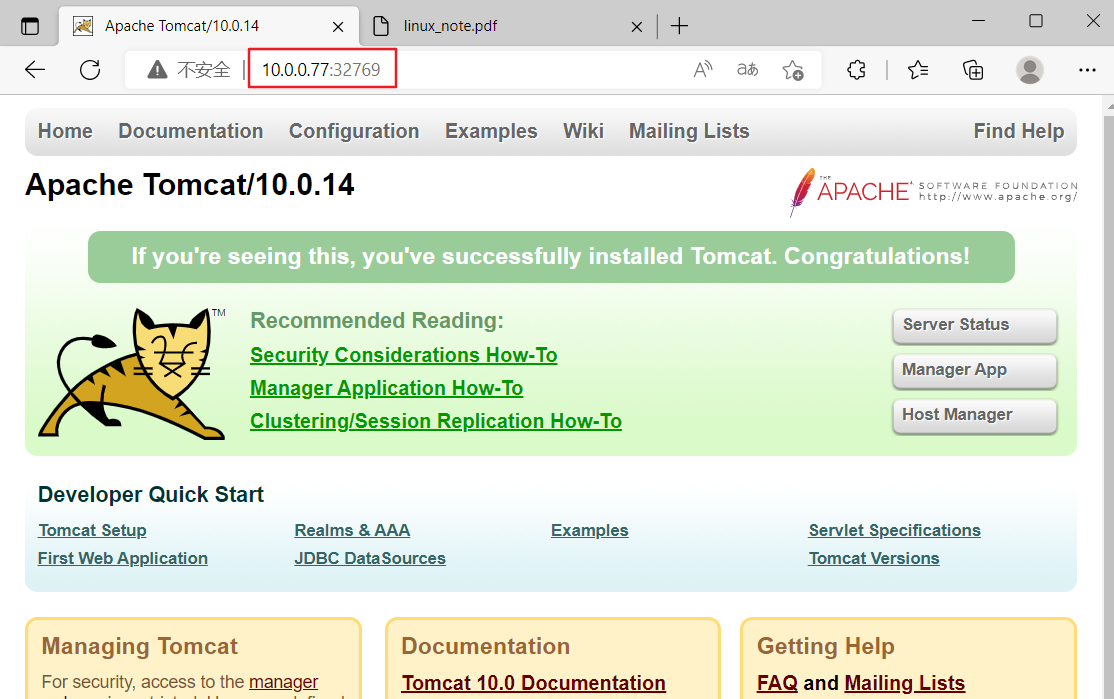 Apache Tomcat/10.0.14
linux_note.pdf
不安全
10.0.0.77:32769
Home Documentation Configuration Examples Wiki Mailing Lists Find Help
Apache Tomcat/10.0.14
THE
APACHE SOFTWARE FOUNDATION
http://www.apache.org/
If you're seeing this, you've successfully installed Tomcat. Congratulations!
TM
Recommended Reading:
Security Considerations How-To
Manager Application How-To
Clustering/Session Replication How-To
Server Status
Manager App
Host Manager
Developer Quick Start
Tomcat Setup
First Web Application
Realms & AAA
JDBC DataSources
Examples
Servlet Specifications
Tomcat Versions
Managing Tomcat
For security, access to the manager
Documentation
Tomcat 10.0 Documentation
Getting Help
FAQ and Mailing Lists